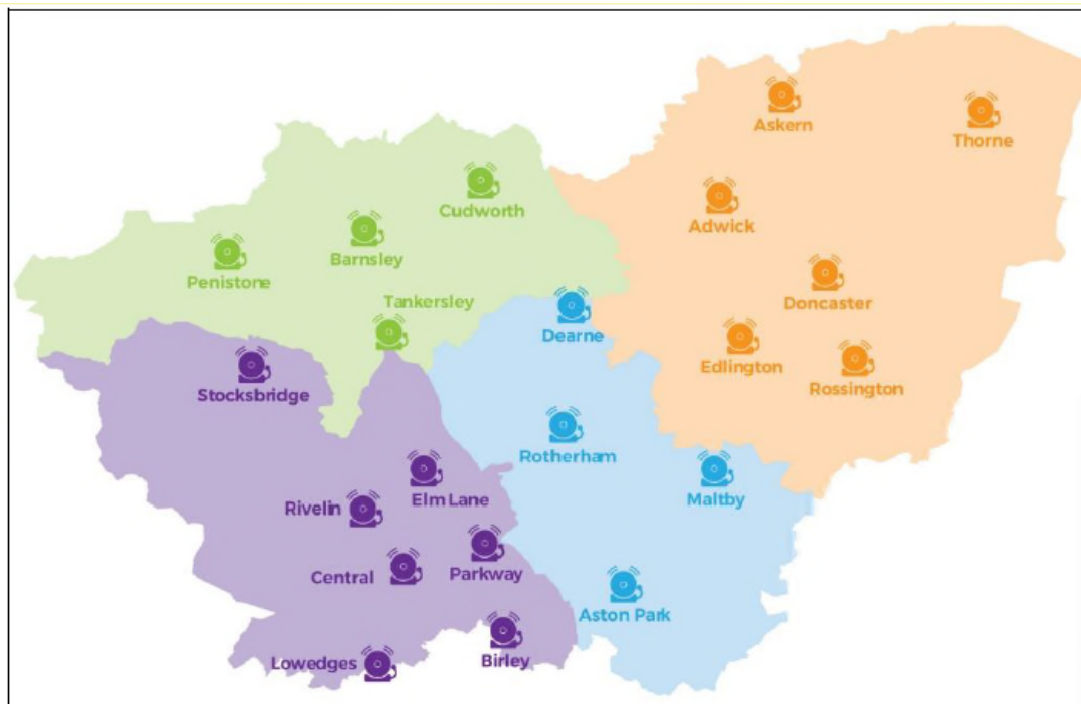 Askern
Thorne
Cudworth
Adwick
Barnsley
Penistone
Doncaster
Tankersley
Dearne
Edlington
Rossington
Stocksbridge
Rotherham
Maltby
Elm Lane
Rivelin
Central
Parkway
Aston Park
Birley
Lowedges